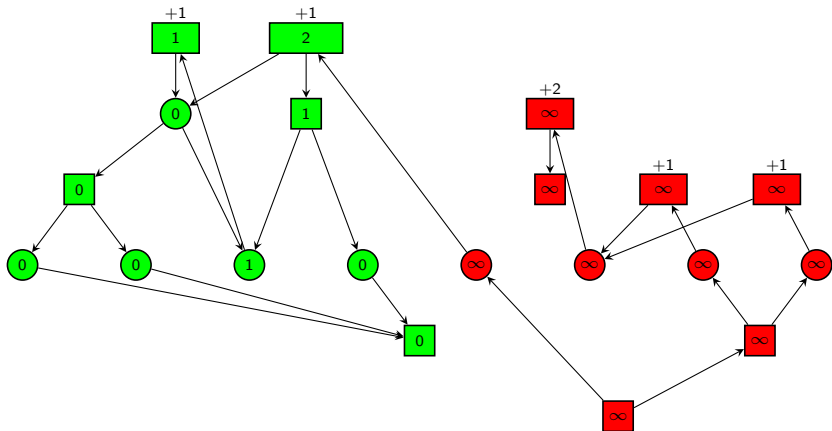 +1 +1
1 2
+2
0 1 ∞
+1 +1
0 ∞ ∞ ∞
0 0 1 0 ∞ ∞ ∞ ∞
0 ∞
∞